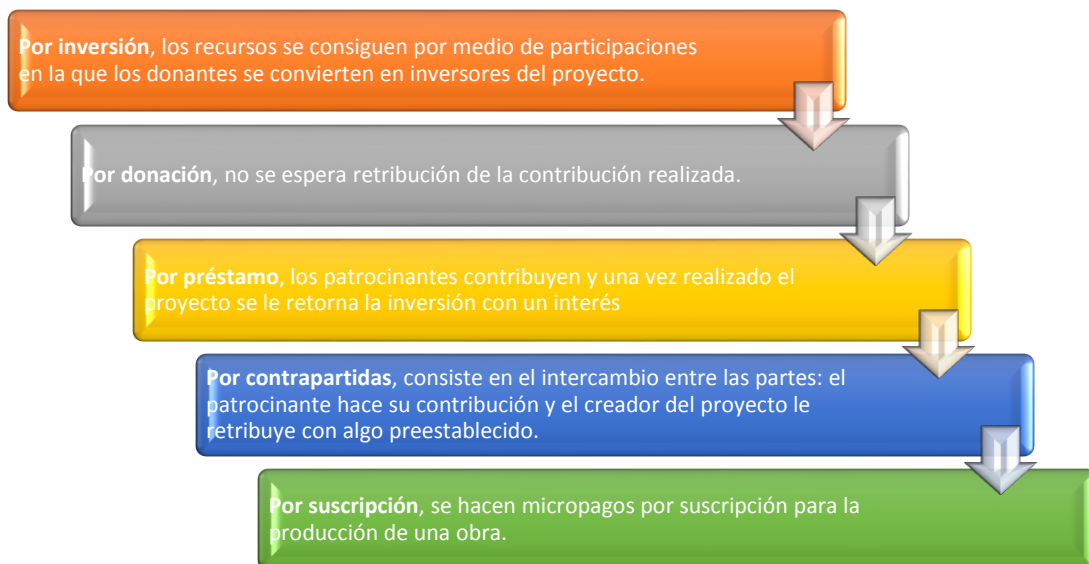 Por inversión, los recursos se consiguen por medio de participaciones
en la que los donantes se convierten en inversores del proyecto.
Por donación, no se espera retribución de la contribución realizada.
Por préstamo, los patrocinantes contribuyen y una vez realizado el
proyecto se le retorna la inversión con un interés
Por contrapartidas, consiste en el intercambio entre las partes: el
patrocinante hace su contribución y el creador del proyecto le
retribuye con algo preestablecido.
Por suscripción, se hacen micropagos por suscripción para la
producción de una obra.